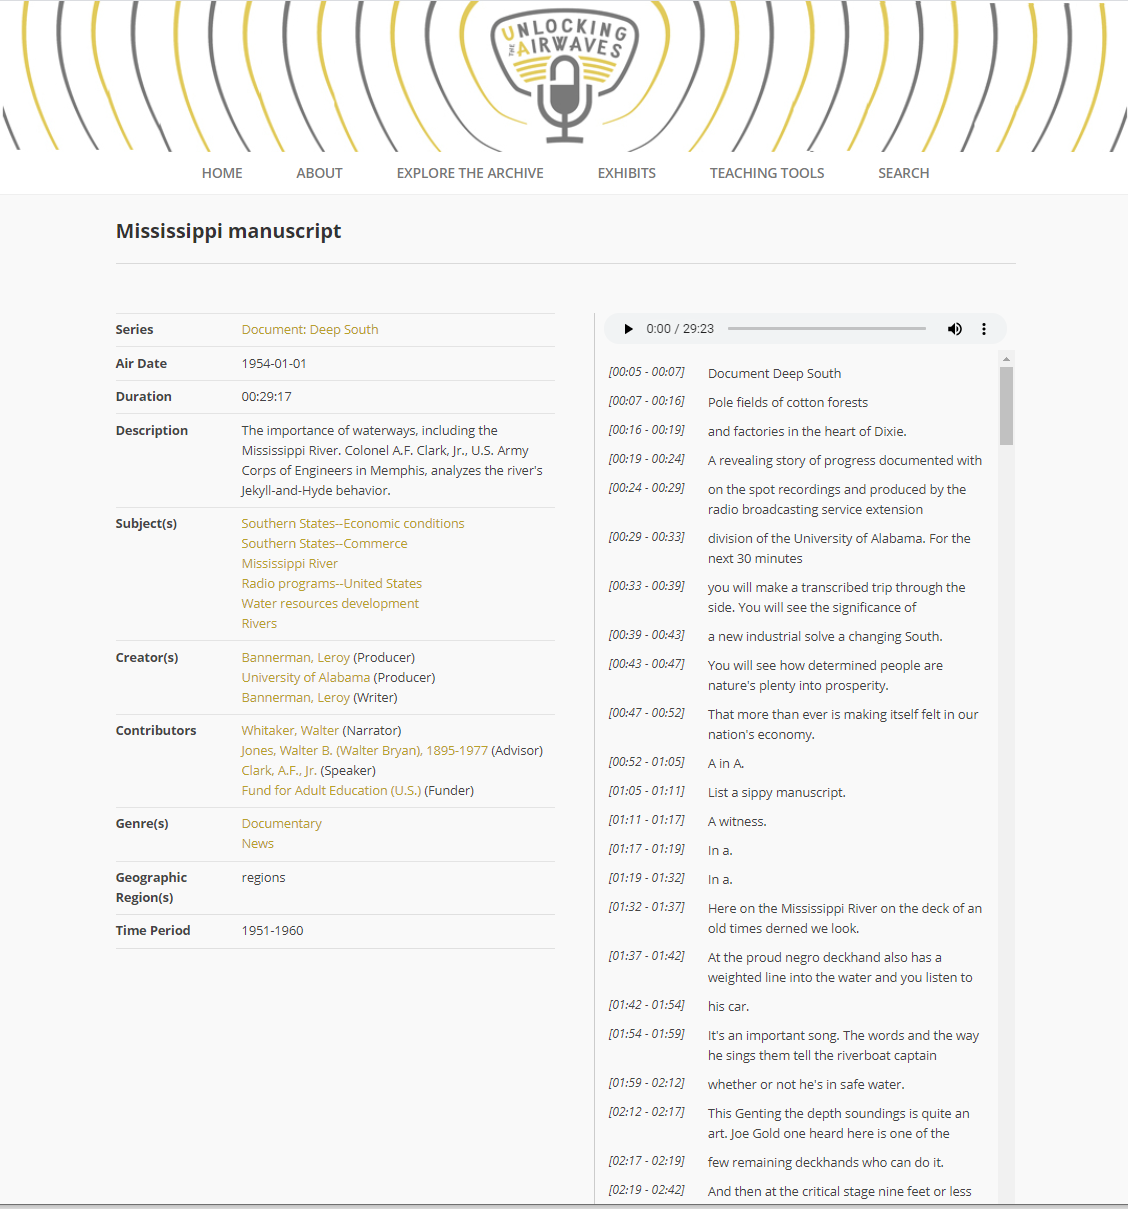 UNLOCKING
THE AIRWAVES
HOME ABOUT EXPLORE THE ARCHIVE EXHIBITS TEACHING TOOLS SEARCH
Mississippi manuscript
Series Document: Deep South
Air Date 1954-01-01
Duration 00:29:17
Description The importance of waterways, including the
Mississippi River. Colonel A.F. Clark, Jr., U.S. Army
Corps of Engineers in Memphis, analyzes the river's
Jekyll-and-Hyde behavior.
Subject(s) Southern States--Economic conditions
Southern States--Commerce
Mississippi River
Radio programs--United States
Water resources development
Rivers
Creator(s) Bannerman, Leroy (Producer)
University of Alabama (Producer)
Bannerman, Leroy (Writer)
Contributors Whitaker, Walter (Narrator)
Jones, Walter B. (Walter Bryan), 1895-1977 (Advisor)
Clark, A.F., Jr. (Speaker)
Fund for Adult Education (U.S.) (Funder)
Genre(s) Documentary
News
Geographic regions
Region(s)
Time Period 1951-1960
0:00 / 29:23
[00:05 - 00:07] Document Deep South
[00:07 - 00:16] Pole fields of cotton forests
[00:16 - 00:19] and factories in the heart of Dixie.
[00:19 - 00:24] A revealing story of progress documented with
[00:24 - 00:29] on the spot recordings and produced by the
radio broadcasting service extension
[00:29 - 00:33] division of the University of Alabama. For the
next 30 minutes
[00:33 - 00:39] you will make a transcribed trip through the
side. You will see the significance of
[00:39 - 00:43] a new industrial solve a changing South.
[00:43 - 00:47] You will see how determined people are
nature's plenty into prosperity.
[00:47 - 00:52] That more than ever is making itself felt in our
nation's economy.
[00:52 - 01:05] A in A.
[01:05 - 01:11] List a sippy manuscript.
[01:11 - 01:17] A witness.
[01:17 - 01:19] In a.
[01:19 - 01:32] In a.
[01:32 - 01:37] Here on the Mississippi River on the deck of an
old times derned we look.
[01:37 - 01:42] At the proud negro deckhand also has a
weighted line into the water and you listen to
[01:42 - 01:54] his car.
[01:54 - 01:59] It's an important song. The words and the way
he sings them tell the riverboat captain
[01:59 - 02:12] whether or not he's in safe water.
[02:12 - 02:17] This Genting the depth soundings is quite an
art. Joe Gold one heard here is one of the
[02:17 - 02:19] few remaining deckhands who can do it.
[02:19 - 02:42] And then at the critical stage nine feet or less